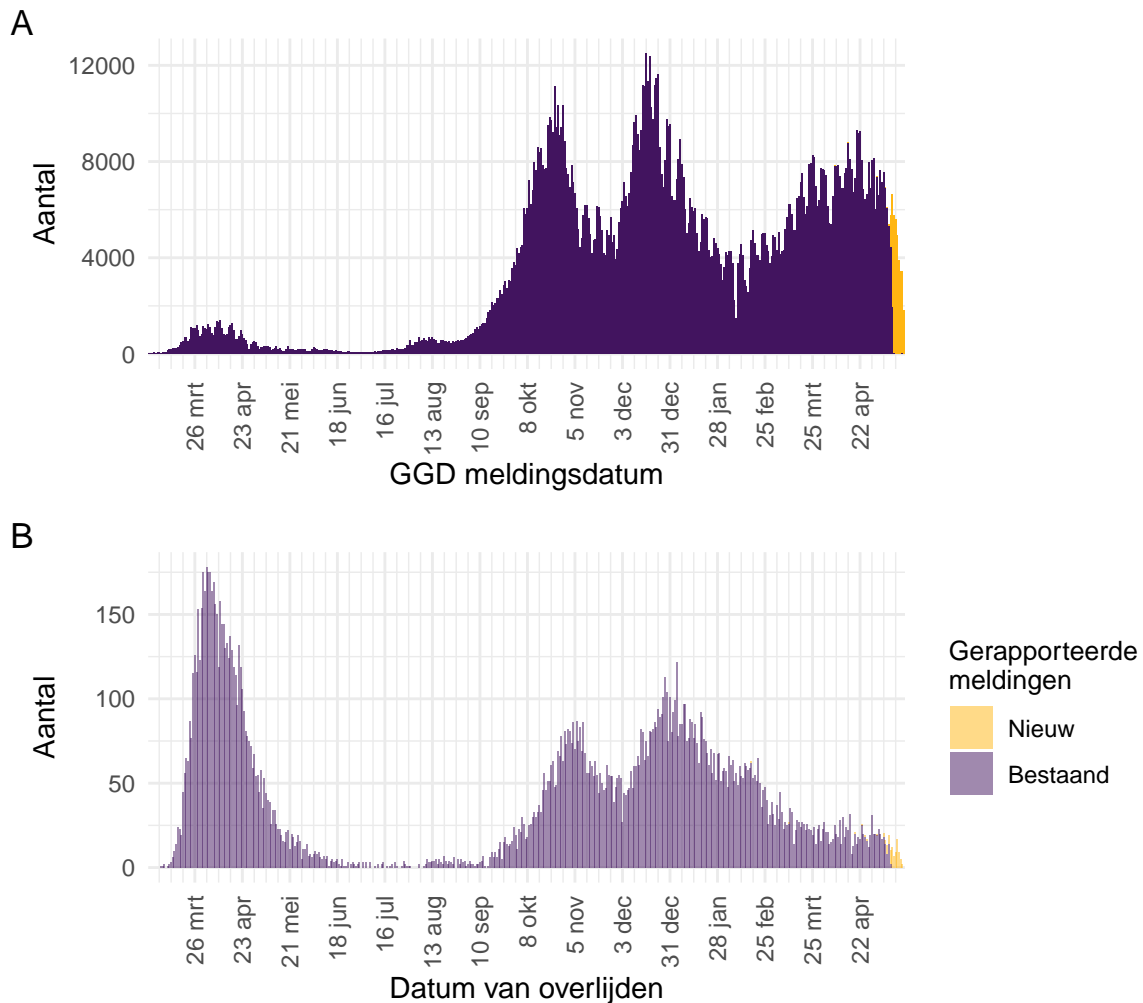 A
Aantal
12000
8000
4000
0
26 mrt
23 apr
21 mei
18 jun
16 jul
13 aug
10 sep
8 okt
5 nov
3 dec
31 dec
28 jan
25 feb
25 mrt
22 apr
GGD meldingsdatum
B
Aantal
150
100
50
0
26 mrt
23 apr
21 mei
18 jun
16 jul
13 aug
10 sep
8 okt
5 nov
3 dec
31 dec
28 jan
25 feb
25 mrt
22 apr
Datum van overlijden
Gerapporteerde
meldingen
Nieuw
Bestaand